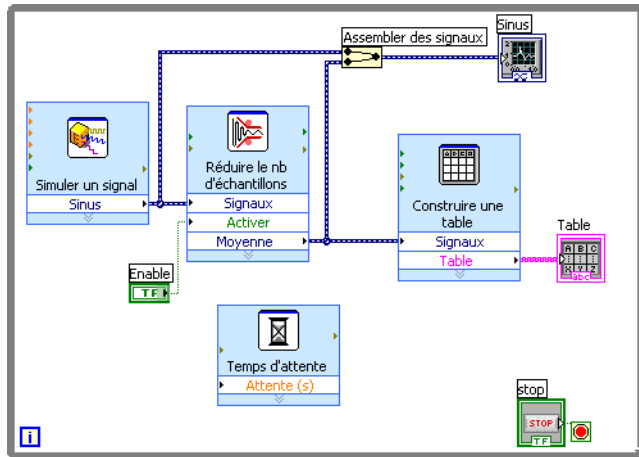 Sinus
Assembler des signaux
Simuler un signal
Sinus
Réduire le nb
d'échantillons
Signaux
Activer
Moyenne
Construire une
table
Signaux
Table
Table
A B C
X Y Z
abc
Enable
TF
Temps d'attente
Attente (s)
stop
STOP
TF
i